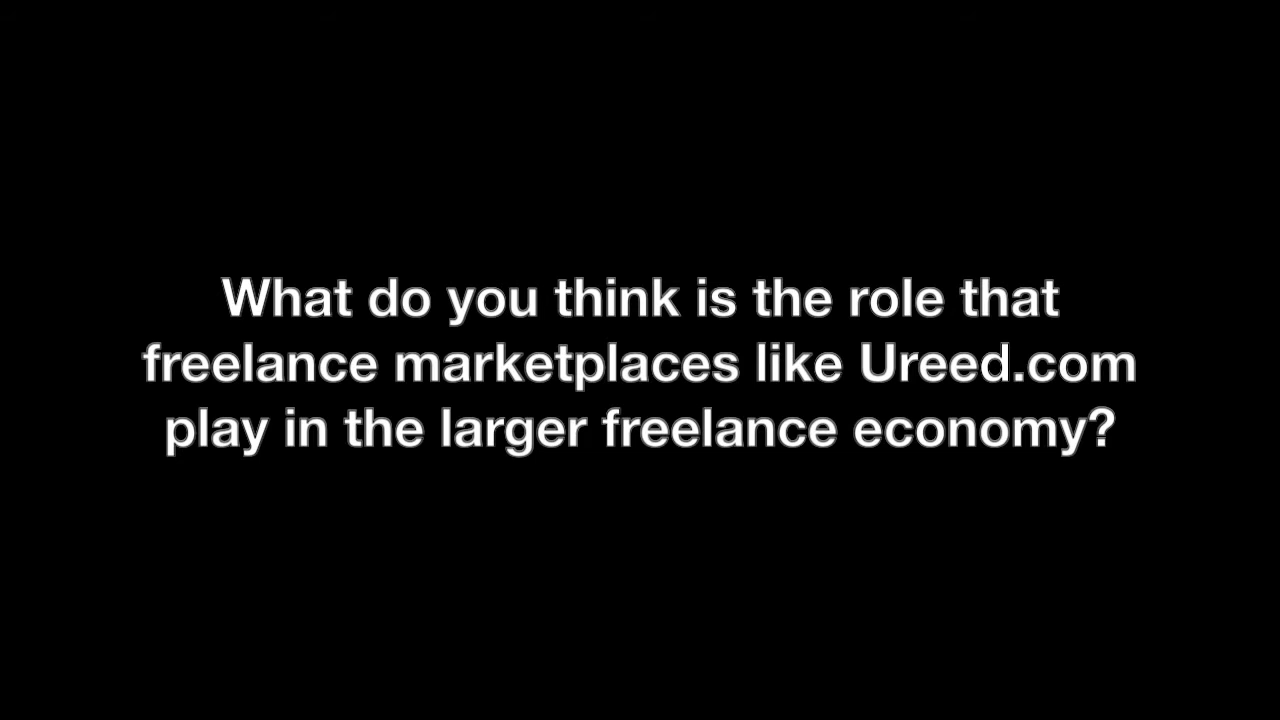 What do you think is the role that
freelance marketplaces like Ureed.com
play in the larger freelance economy?